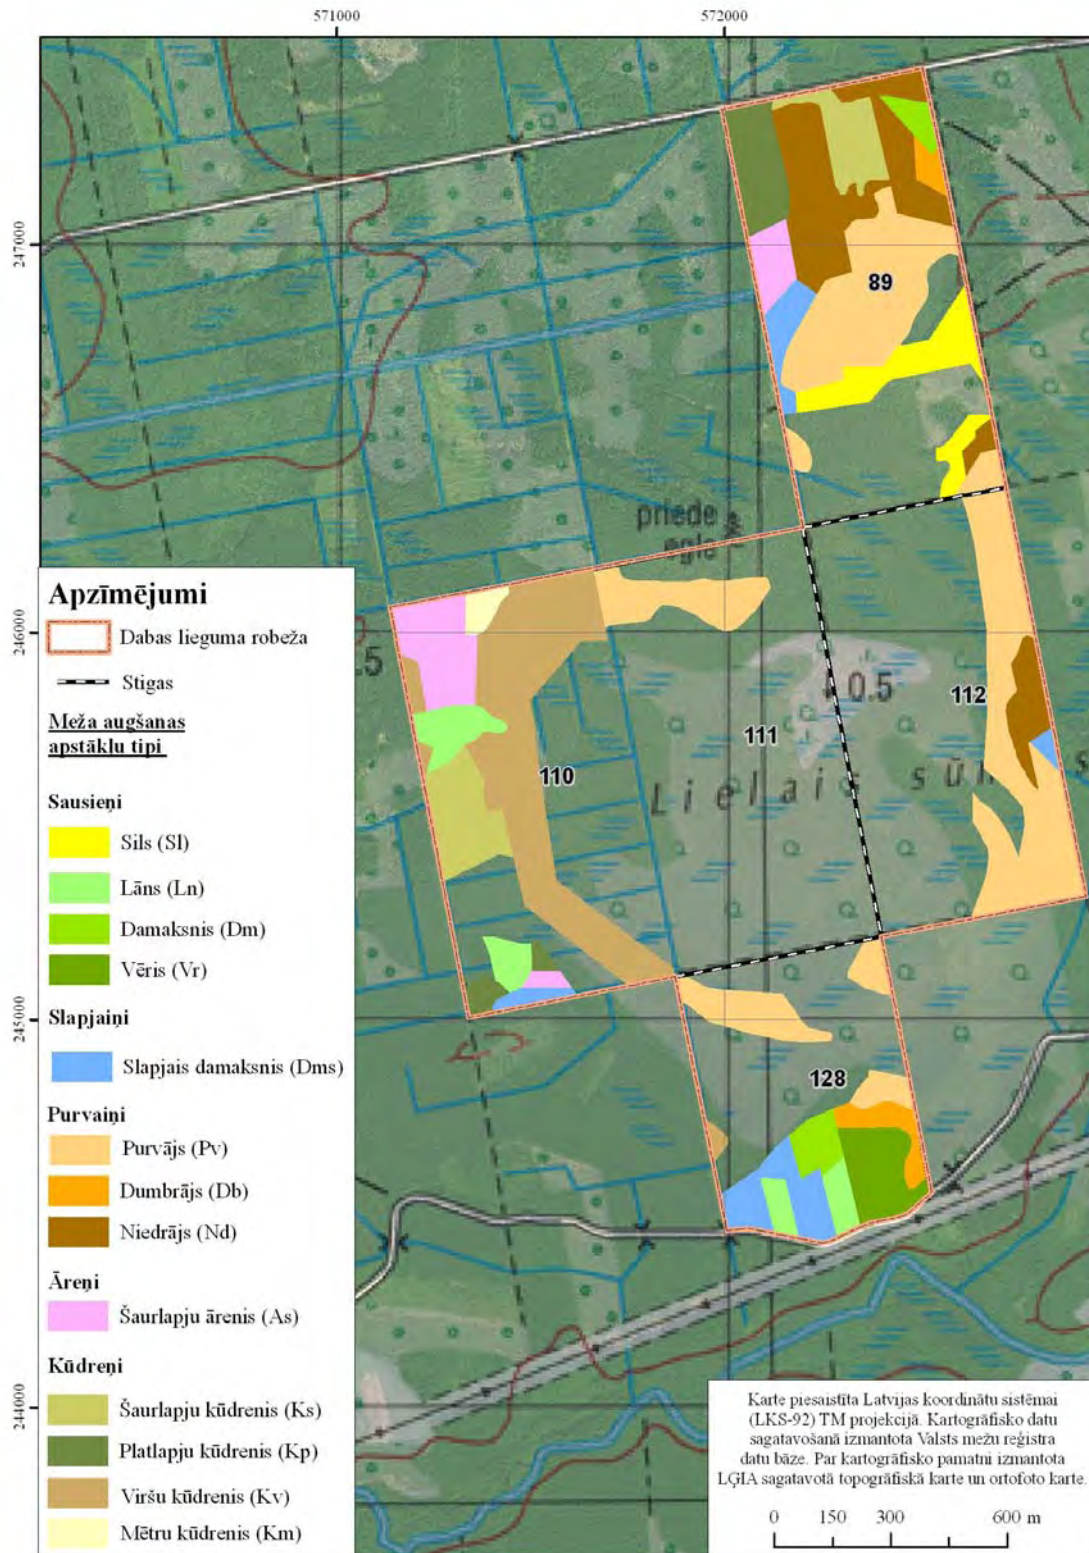 571000
572000
247000
89
priede
egle
Apzīmējumi
Dabas lieguma robeža
246000
.5
Stigas
0.5
112
Meža augšanas
apstākļu tipi
111
110
Lielais sūn
s
Sausieņi
Sils (Sl)
Lāns (Ln)
Damaksnis (Dm)
Vēris (Vr)
245000
Slapjaiņi
Slapjais damaksnis (Dms)
128
Purvaiņi
Purvājs (Pv)
Dumbrājs (Db)
Niedrājs (Nd)
Āreņi
Šaurlapju ārenis (As)
Kūdreņi
244000
Šaurlapju kūdrenis (Ks)
Platlapju kūdrenis (Kp)
Viršu kūdrenis (Kv)
Mētru kūdrenis (Km)
Karte piesaistīta Latvijas koordinātu sistēmai
(LKS-92) TM projekcijā. Kartogrāfisko datu
sagatavošanā izmantota Valsts mežu reģistra
datu bāze. Par kartogrāfisko pamatni izmantota
LĢIA sagatavotā topogrāfiskā karte un ortofoto karte.
0 150 300 600 m